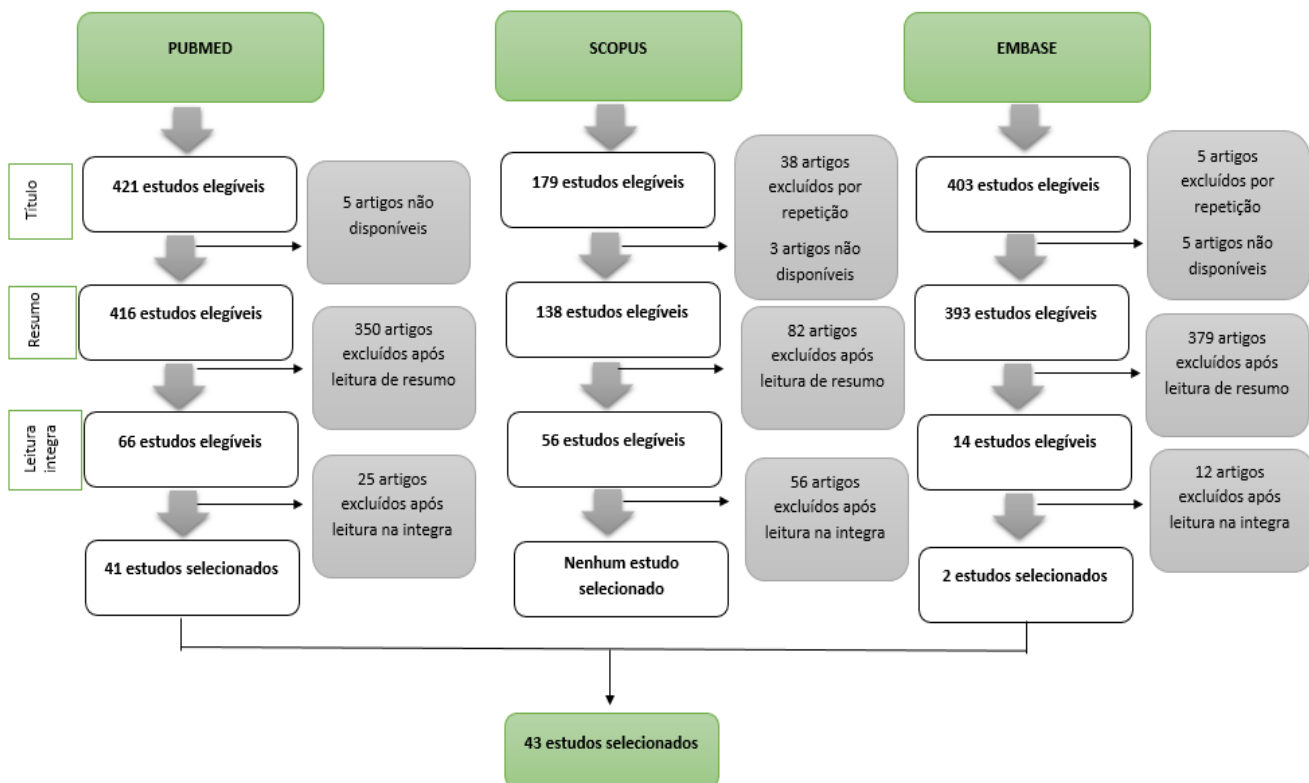 PUBMED
SCOPUS
EMBASE
Título
421 estudos elegíveis
5 artigos não
disponíveis
179 estudos elegíveis
38 artigos
excluídos por
repetição
3 artigos não
disponíveis
403 estudos elegíveis
5 artigos
excluídos por
repetição
5 artigos não
disponíveis
Resumo
416 estudos elegíveis
350 artigos
excluídos após
leitura de resumo
138 estudos elegíveis
82 artigos
excluídos após
leitura de resumo
393 estudos elegíveis
379 artigos
excluídos após
leitura de resumo
Leitura
integra
66 estudos elegíveis
25 artigos
excluídos após
leitura na integra
56 estudos elegíveis
56 artigos
excluídos após
leitura na integra
14 estudos elegíveis
12 artigos
excluídos após
leitura na integra
41 estudos selecionados
Nenhum estudo
selecionado
2 estudos selecionados
43 estudos selecionados